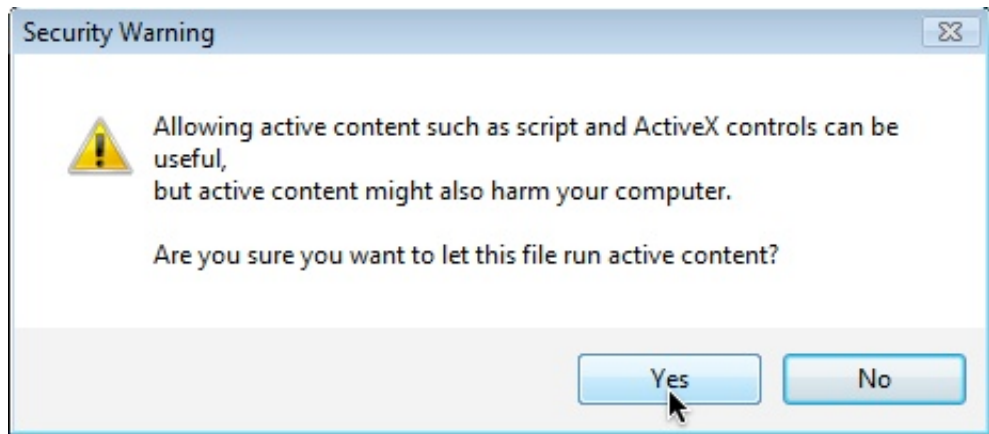 Security Warning
Allowing active content such as script and ActiveX controls can be
useful,
but active content might also harm your computer.
Are you sure you want to let this file run active content?
Yes
No